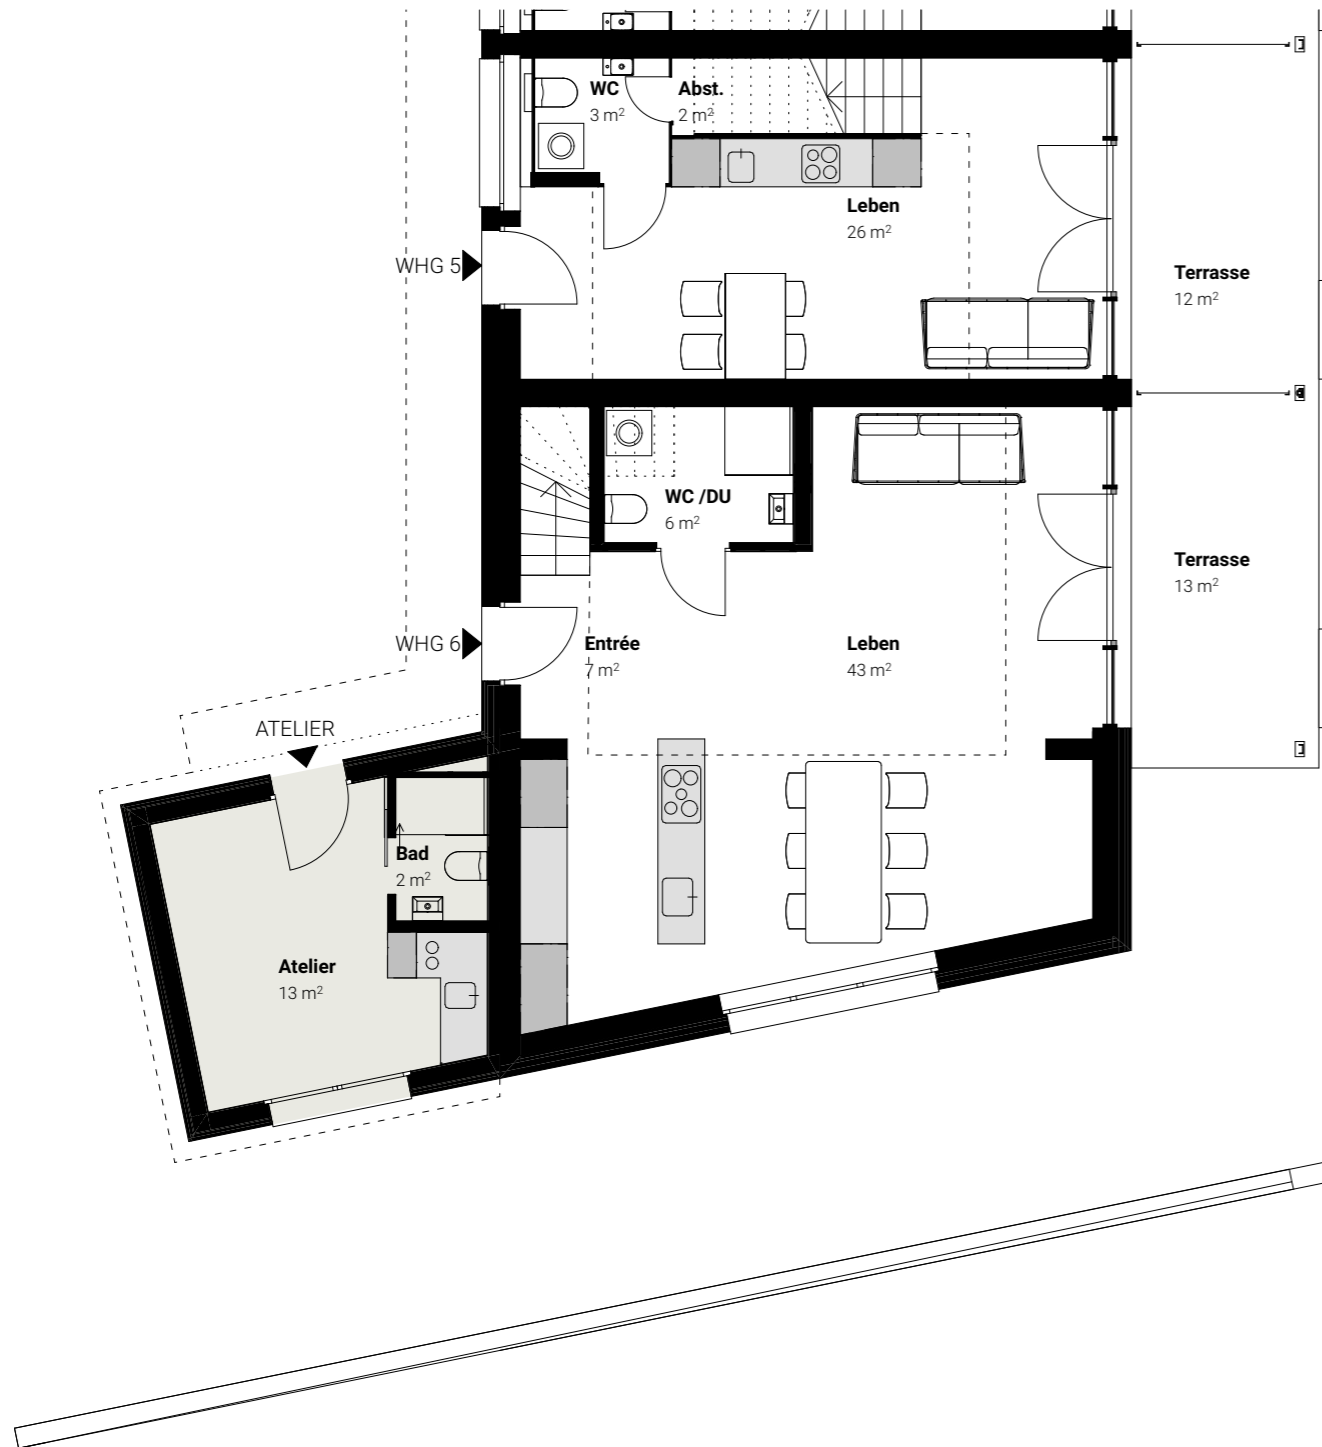 WC
3 m²
Abst.
2 m²
Leben
26 m²
WHG 5
Terrasse
12 m²
WC /DU
6 m²
Terrasse
13 m²
WHG 6
Entrée
7 m²
Leben
43 m²
ATELIER
Bad
2 m²
Atelier
13 m²